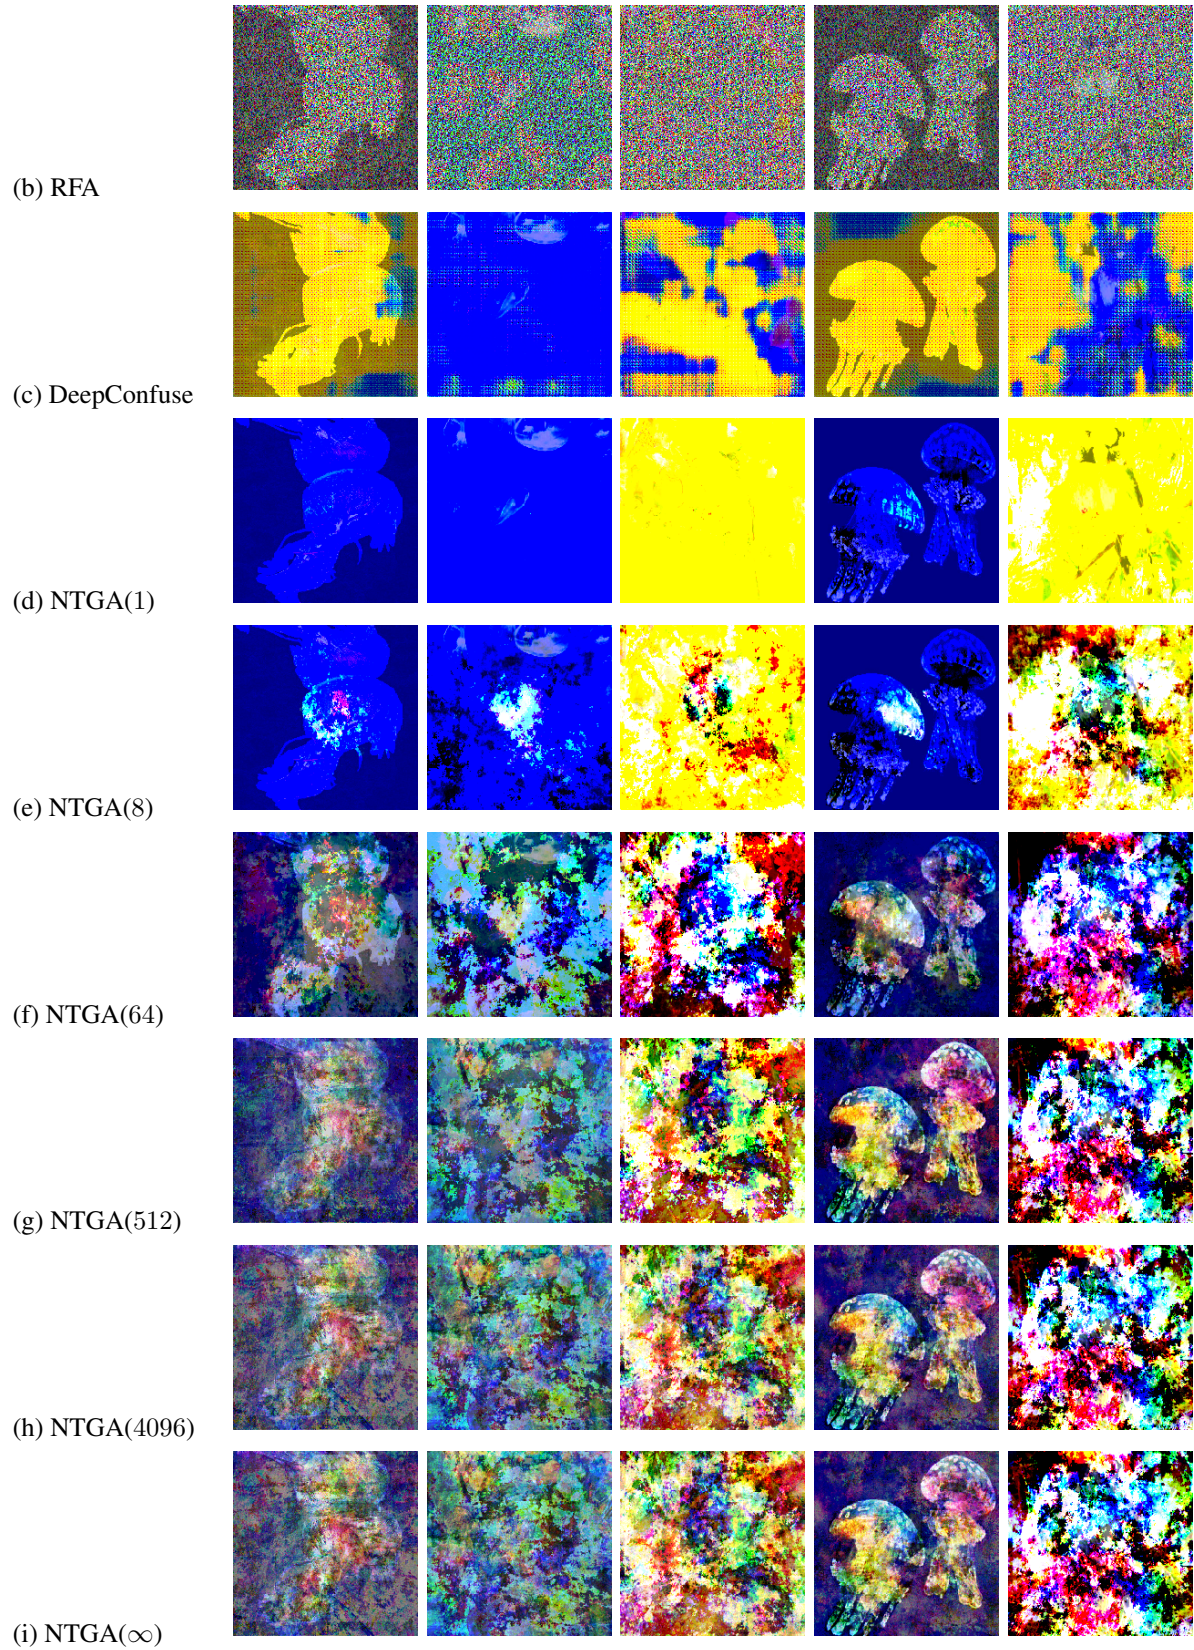 (b) RFA
(c) DeepConfuse
(d) NTGA(1)
(e) NTGA(8)
(f) NTGA(64)
(g) NTGA(512)
(h) NTGA(4096)
(i) NTGA(∞)